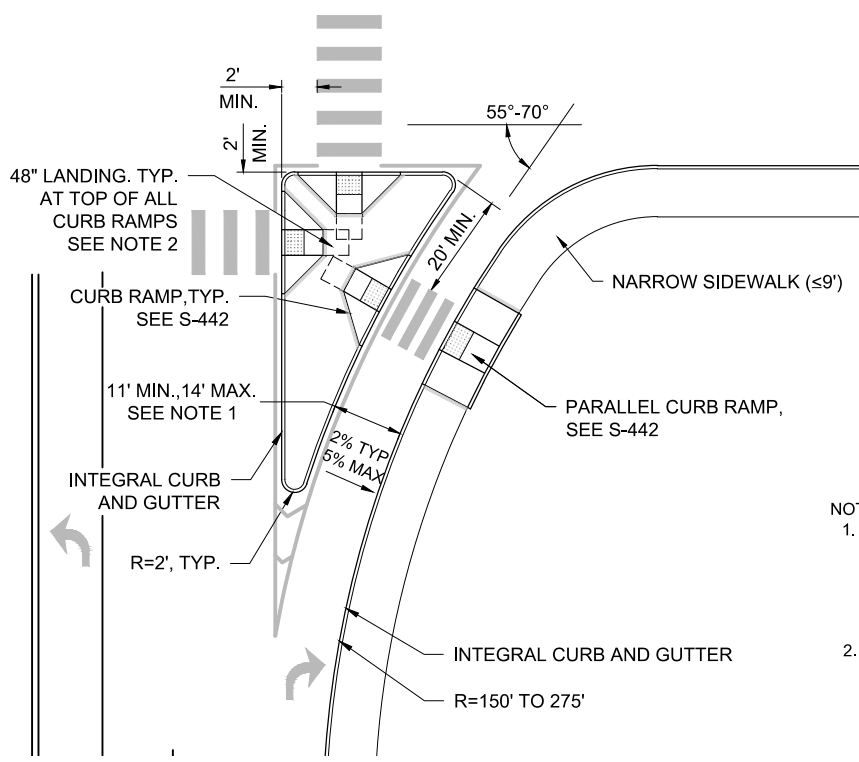 2'
MIN.
2'
MIN.
55°-70°
48" LANDING. TYP.
AT TOP OF ALL
CURB RAMPS
SEE NOTE 2
20' MIN.
NARROW SIDEWALK (≤9')
CURB RAMP,TYP.
SEE S-442
11' MIN.,14' MAX.
SEE NOTE 1
PARALLEL CURB RAMP,
SEE S-442
2% TYP
5% MAX
INTEGRAL CURB
AND GUTTER
NOT
1.
R=2', TYP.
INTEGRAL CURB AND GUTTER
2.
R=150' TO 275'